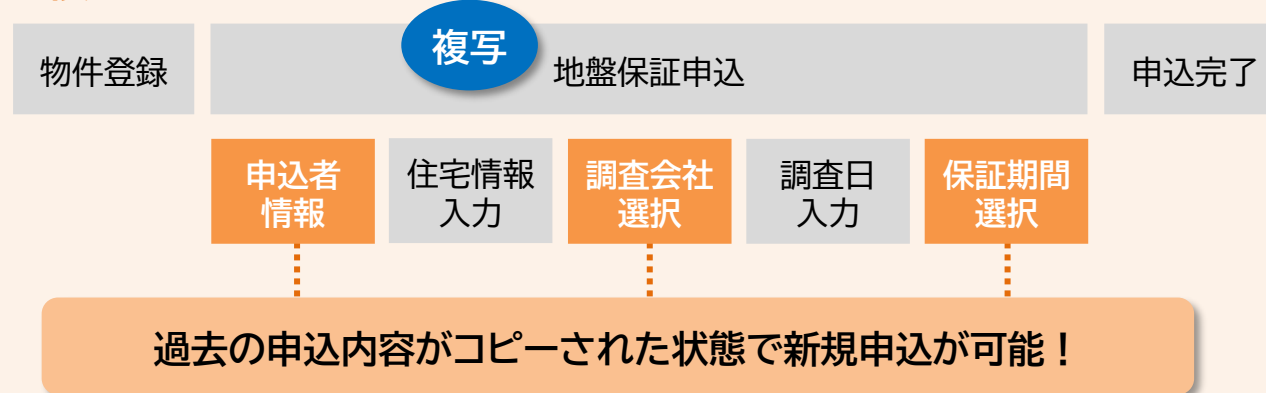 複写
物件登録
地盤保証申込
申込完了
申込者
情報
住宅情報
入力
調査会社
選択
調査日
入力
保証期間
選択
過去の申込内容がコピーされた状態で新規申込が可能！